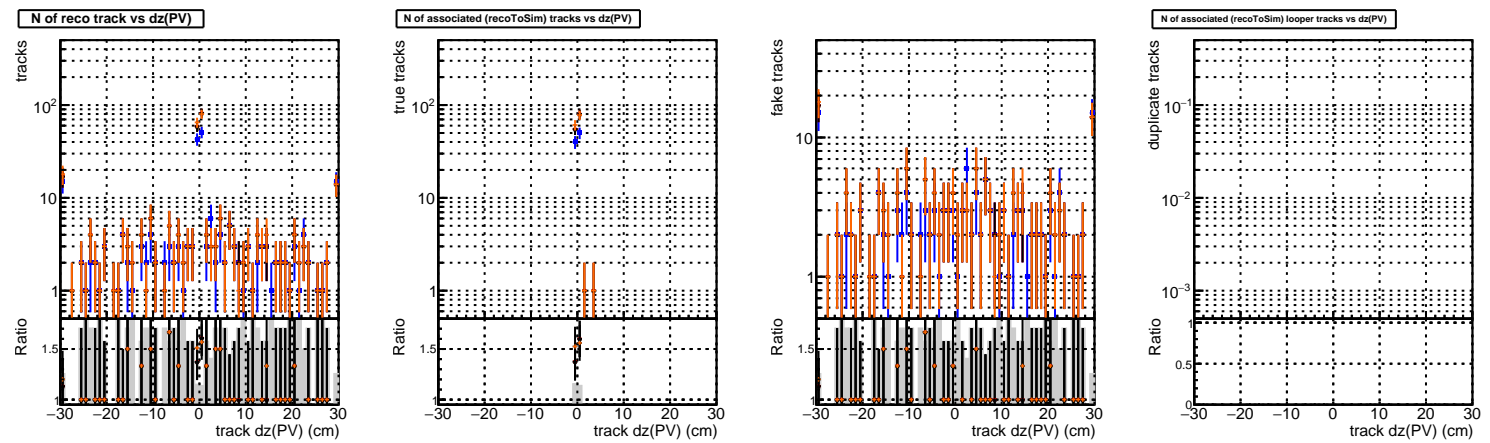 N of reco track vs dz(PV)
tracks
10²
10
1
Ratio
1.5
1
−30 −20 −10 0 10 20 30
track dz(PV) (cm)
N of associated (recoToSim) tracks vs dz(PV)
true tracks
10²
10
1
Ratio
1.5
1
−30 −20 −10 0 10 20 30
track dz(PV) (cm)
fake tracks
10
1
Ratio
1.5
1
−30 −20 −10 0 10 20 30
track dz(PV) (cm)
N of associated (recoToSim) looper tracks vs dz(PV)
duplicate tracks
10⁻¹
10⁻²
10⁻³
Ratio
1
0.5
0
−30 −20 −10 0 10 20 30
track dz(PV) (cm)